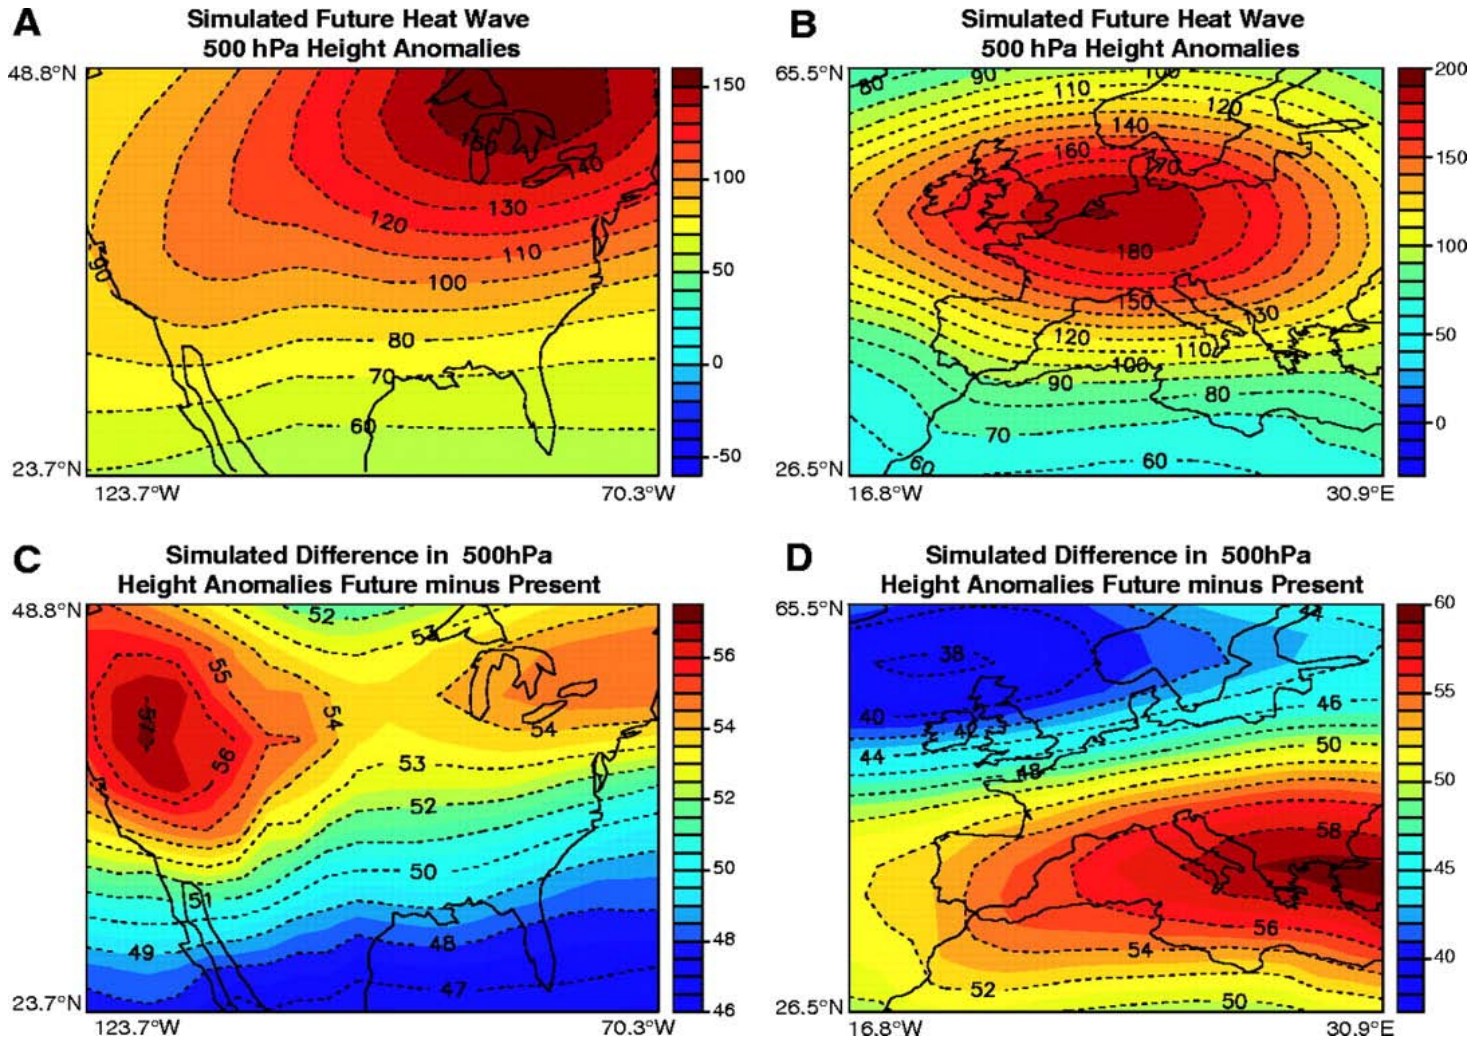 A
Simulated Future Heat Wave
500 hPa Height Anomalies
48.8°N
23.7°N
123.7°W
70.3°W
150
100
50
0
-50
150
140
130
120
110
100
90
80
70
60
B
Simulated Future Heat Wave
500 hPa Height Anomalies
65.5°N
26.5°N
16.8°W
30.9°E
200
150
100
50
0
80
90
100
110
120
140
160
170
180
150
130
120
110
100
90
80
70
60
60
C
Simulated Difference in 500hPa
Height Anomalies Future minus Present
48.8°N
23.7°N
123.7°W
70.3°W
56
54
52
50
48
46
52
53
55
54
57
56
54
53
52
50
51
49
48
47
D
Simulated Difference in 500hPa
Height Anomalies Future minus Present
65.5°N
26.5°N
16.8°W
30.9°E
60
55
50
45
40
44
38
40
42
46
44
48
50
58
56
54
52
50